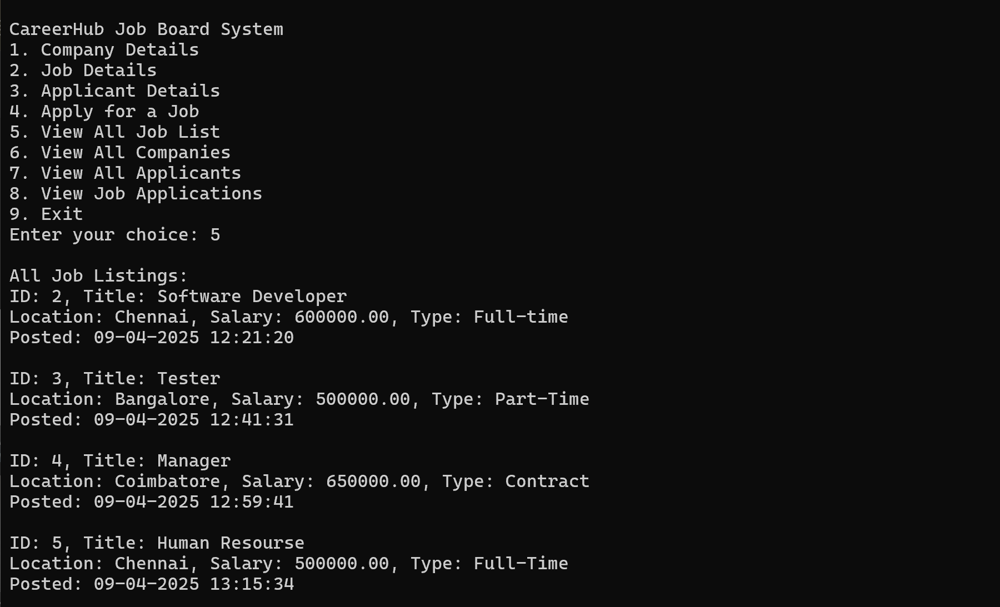 CareerHub Job Board System
1. Company Details
2. Job Details
3. Applicant Details
4. Apply for a Job
5. View All Job List
6. View All Companies
7. View All Applicants
8. View Job Applications
9. Exit
Enter your choice: 5
All Job Listings:
ID: 2, Title: Software Developer
Location: Chennai, Salary: 600000.00, Type: Full-time
Posted: 09-04-2025 12:21:20
ID: 3, Title: Tester
Location: Bangalore, Salary: 500000.00, Type: Part-Time
Posted: 09-04-2025 12:41:31
ID: 4, Title: Manager
Location: Coimbatore, Salary: 650000.00, Type: Contract
Posted: 09-04-2025 12:59:41
ID: 5, Title: Human Resourse
Location: Chennai, Salary: 500000.00, Type: Full-Time
Posted: 09-04-2025 13:15:34